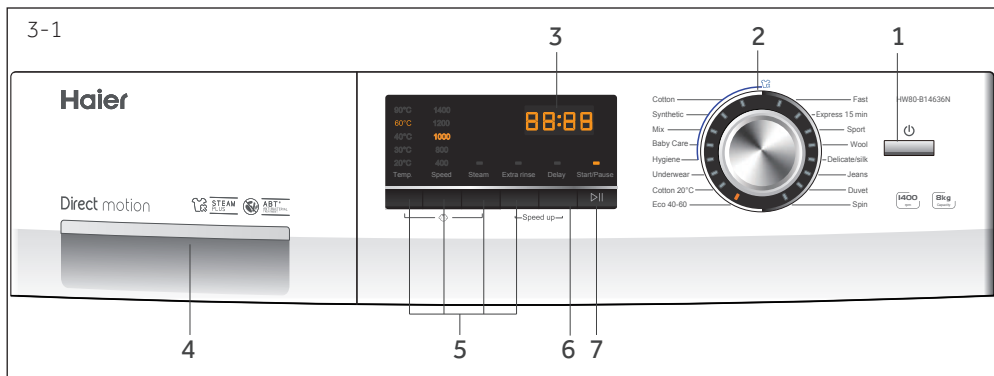 3-1
3
2
1
Haier
90°C 1400
60°C 1200
40°C 1000
30°C 800
20°C 400
Temp. Speed Steam Extra rinse Delay Start/Pause
88:88
Speed up
Cotton
Synthetic
Mix
Baby Care
Hygiene
Underwear
Cotton 20°C
Eco 40-60
Fast
Express 15 min
Sport
Wool
Delicate/silk
Jeans
Duvet
Spin
HW80-B14636N
1400
rpm
8kg
Capacity
Direct motion
STEAM
PLUS
ABT®
4
5
6
7